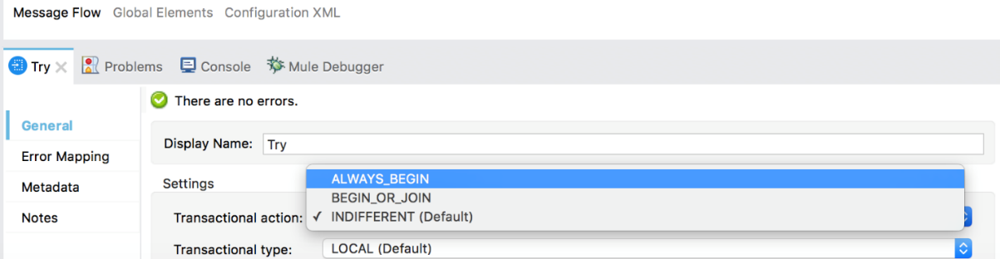 Message Flow Global Elements Configuration XML
Try Problems Console Mule Debugger
There are no errors.
General
Display Name: Try
Error Mapping
Metadata
Settings
ALWAYS_BEGIN
BEGIN_OR_JOIN
Notes
Transactional action: ✓ INDIFFERENT (Default)
Transactional type: LOCAL (Default)